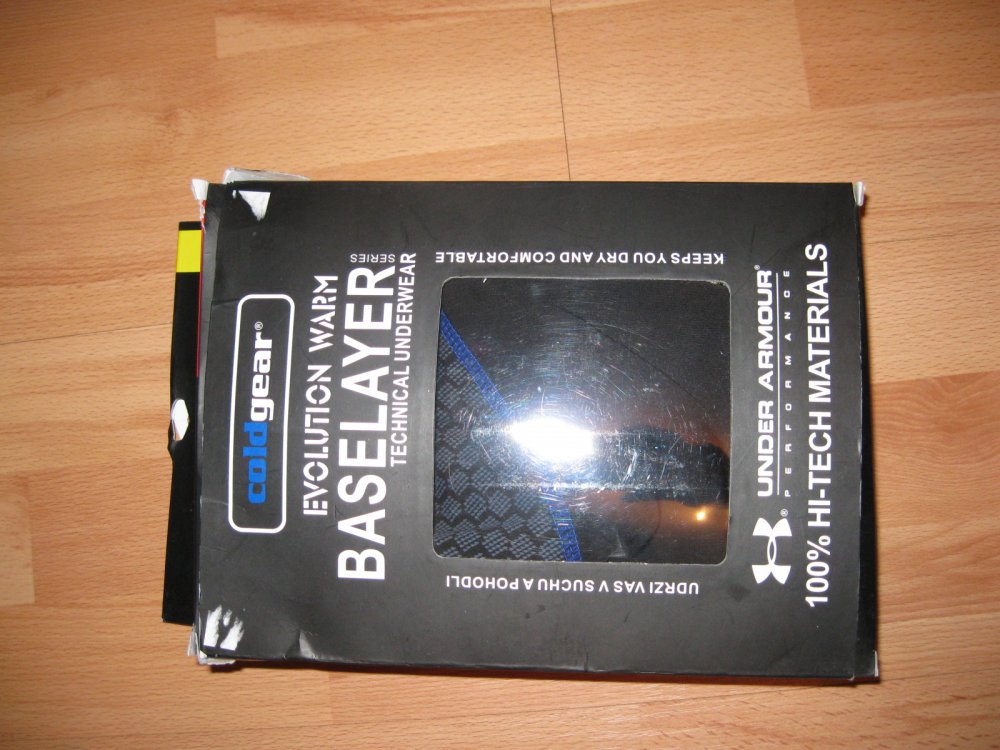 coldgear®
EVOLUTION WARM
BASELAYER SERIES
TECHNICAL UNDERWEAR
KEEPS YOU DRY AND COMFORTABLE
UDRZI VAS V SUCHU A POHODLI
UNDER ARMOUR®
® PERFORMANCE
100% HI-TECH MATERIALS